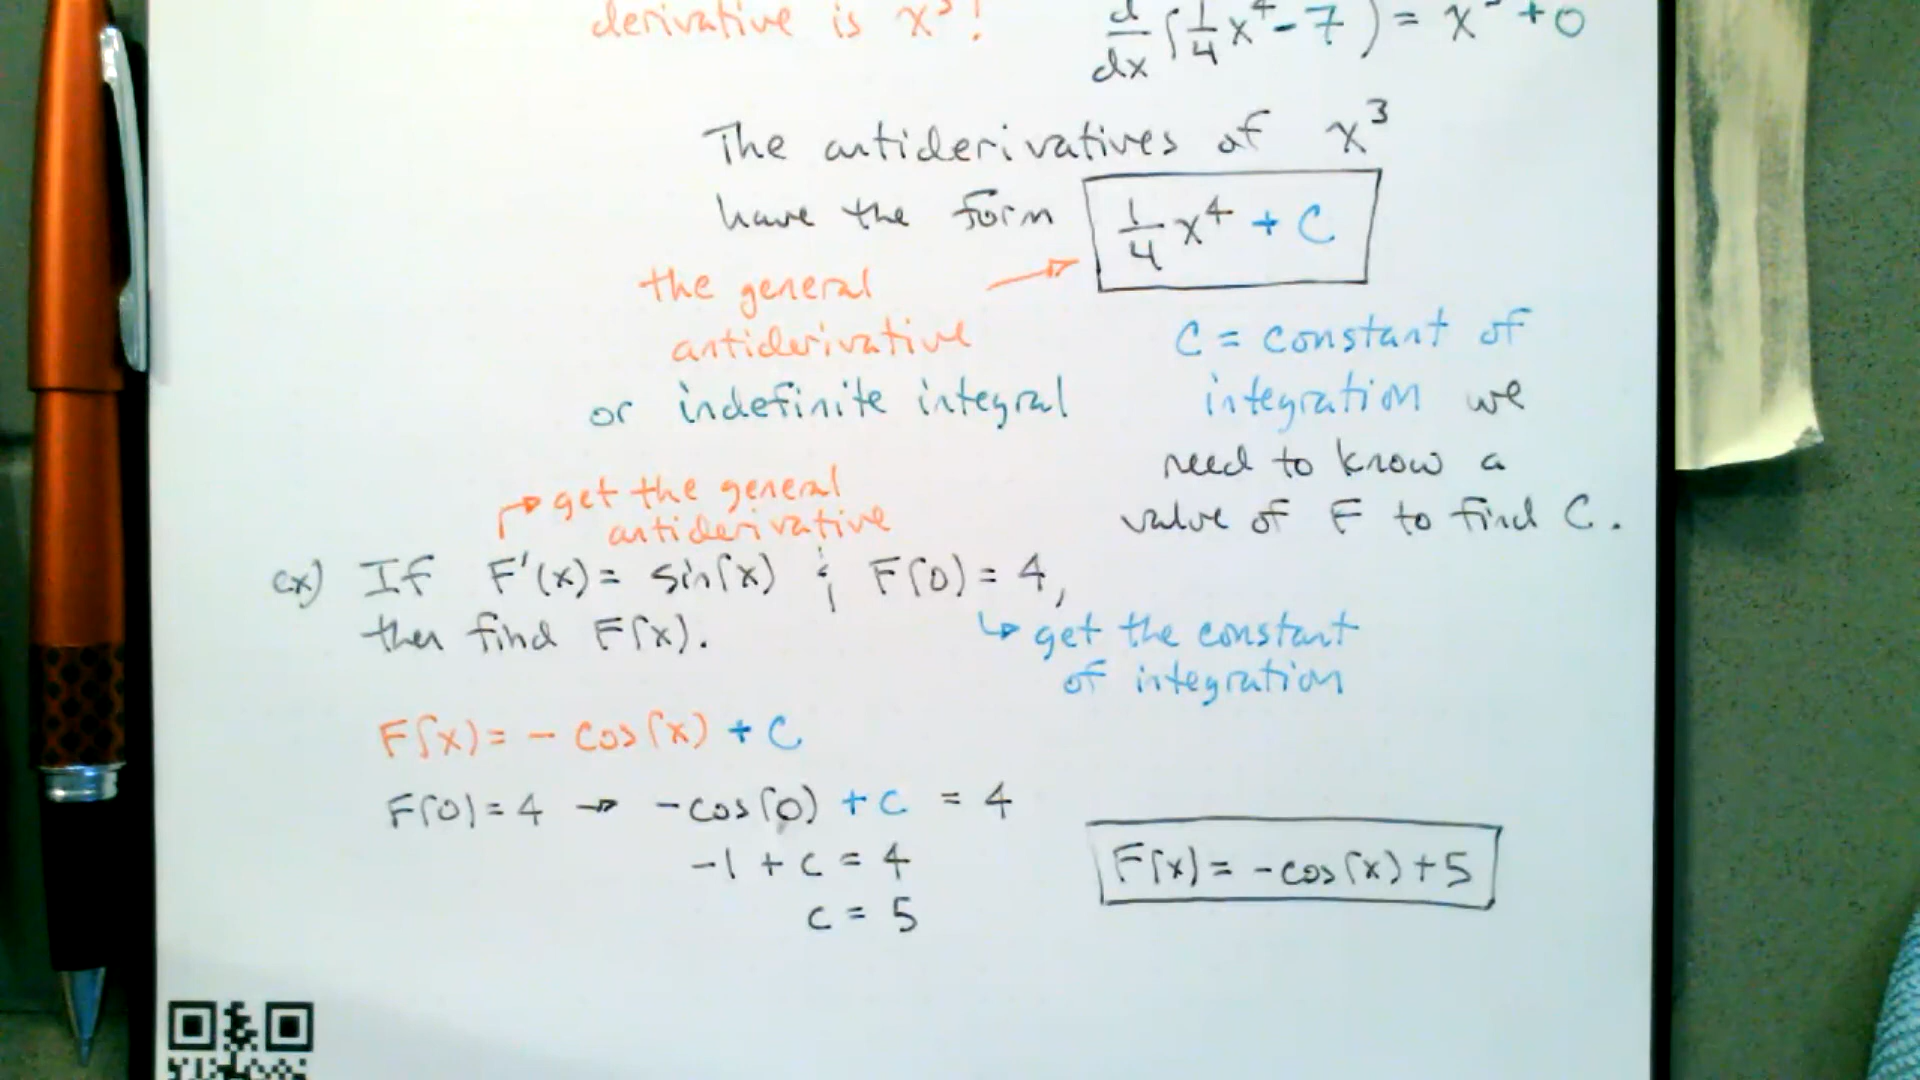 derivative is x³!
d/dx (1/4 x⁴ - 7) = x³ + 0
The antiderivatives of x³
have the form 1/4 x⁴ + C
the general
antiderivative
or indefinite integral
C = constant of
integration we
need to know a
value of F to find C.
get the general
antiderivative
ex) If F'(x) = sin(x) & F(0) = 4,
then find F(x).
↳ get the constant
of integration
F(x) = - cos(x) + C
F(0) = 4 → -cos(0) + C = 4
-1 + C = 4
C = 5
F(x) = -cos(x) + 5